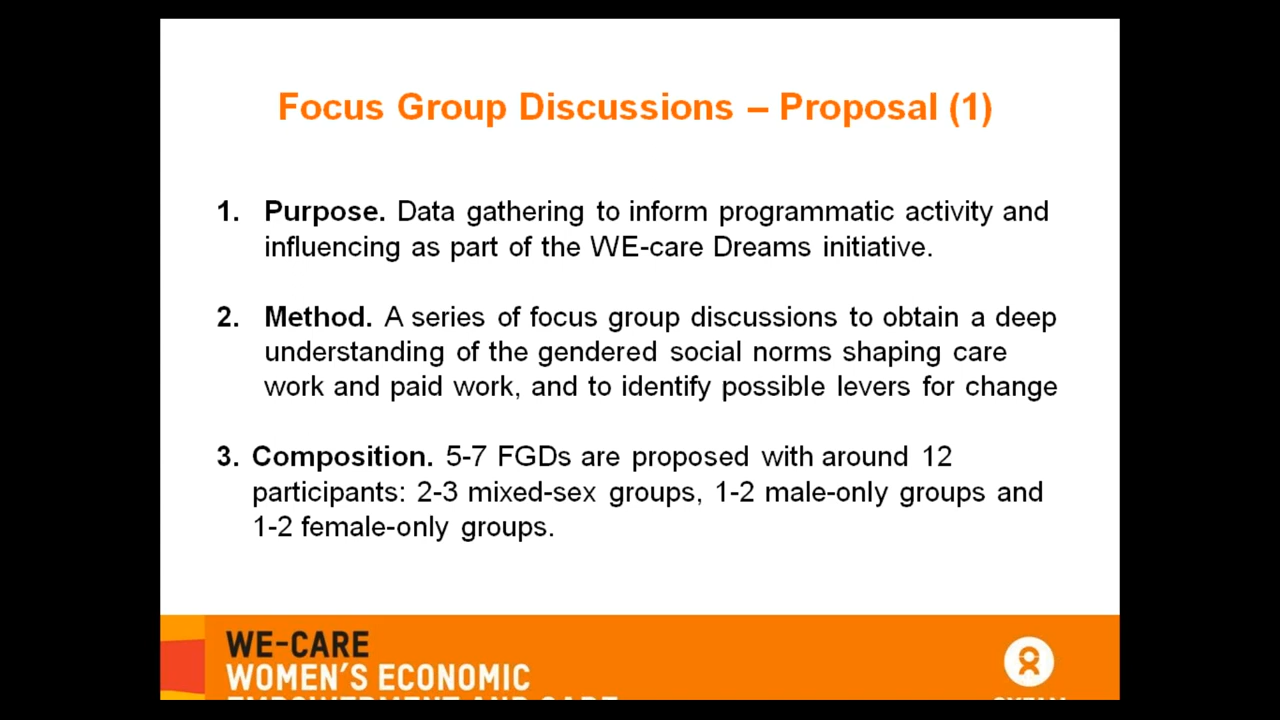 Focus Group Discussions – Proposal (1)
1. Purpose. Data gathering to inform programmatic activity and
influencing as part of the WE-care Dreams initiative.
2. Method. A series of focus group discussions to obtain a deep
understanding of the gendered social norms shaping care
work and paid work, and to identify possible levers for change
3. Composition. 5-7 FGDs are proposed with around 12
participants: 2-3 mixed-sex groups, 1-2 male-only groups and
1-2 female-only groups.
WE-CARE
WOMEN'S ECONOMIC
EMPOWERMENT AND CARE